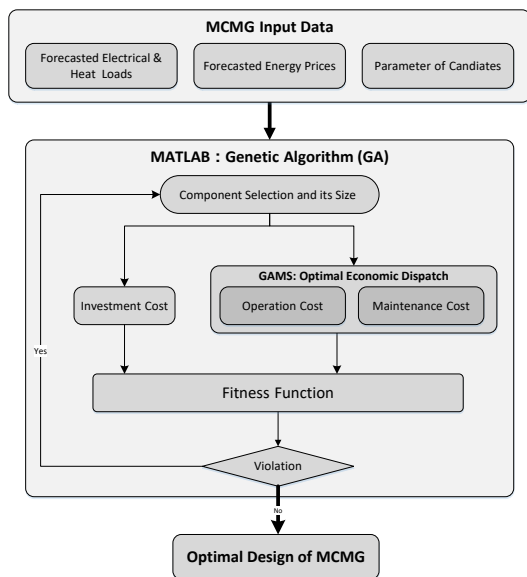 MCMG Input Data
Forecasted Electrical &
Heat Loads
Forecasted Energy Prices
Parameter of Candiates
MATLAB：Genetic Algorithm (GA)
Component Selection and its Size
GAMS: Optimal Economic Dispatch
Investment Cost
Operation Cost
Maintenance Cost
Yes
Fitness Function
Violation
No
Optimal Design of MCMG